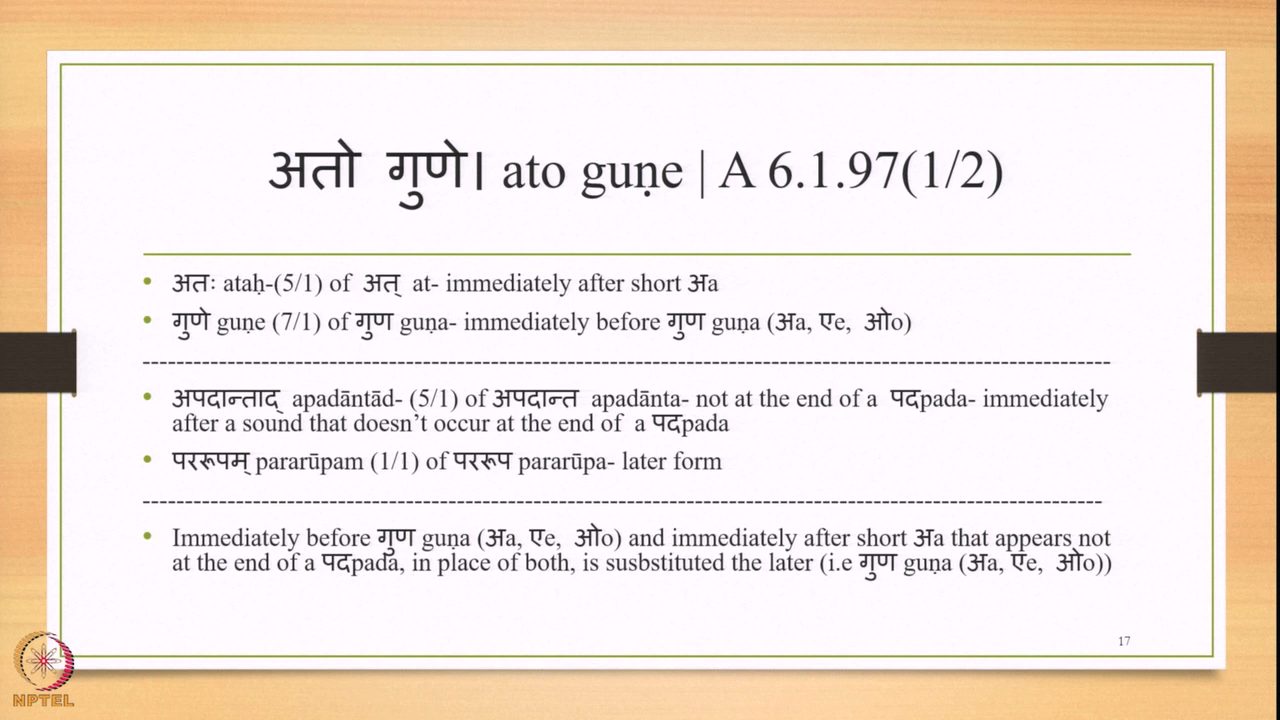 अतो गुणे। ato guṇe | A 6.1.97(1/2)
• अतः ataḥ-(5/1) of अत् at- immediately after short अa
• गुणे guṇe (7/1) of गुण guṇa- immediately before गुण guṇa (अa, एe, ओo)
--------------------------------------------------------------------------------------------------------------------
• अपदान्ताद् apadāntād- (5/1) of अपदान्त apadānta- not at the end of a पदpada- immediately
after a sound that doesn’t occur at the end of a पदpada
• पररूपम् pararūpam (1/1) of पररूप pararūpa- later form
-------------------------------------------------------------------------------------------------------------------
• Immediately before गुण guṇa (अa, एe, ओo) and immediately after short अa that appears not
at the end of a पदpada, in place of both, is susbstituted the later (i.e गुण guṇa (अa, एe, ओo))
17
NPTEL